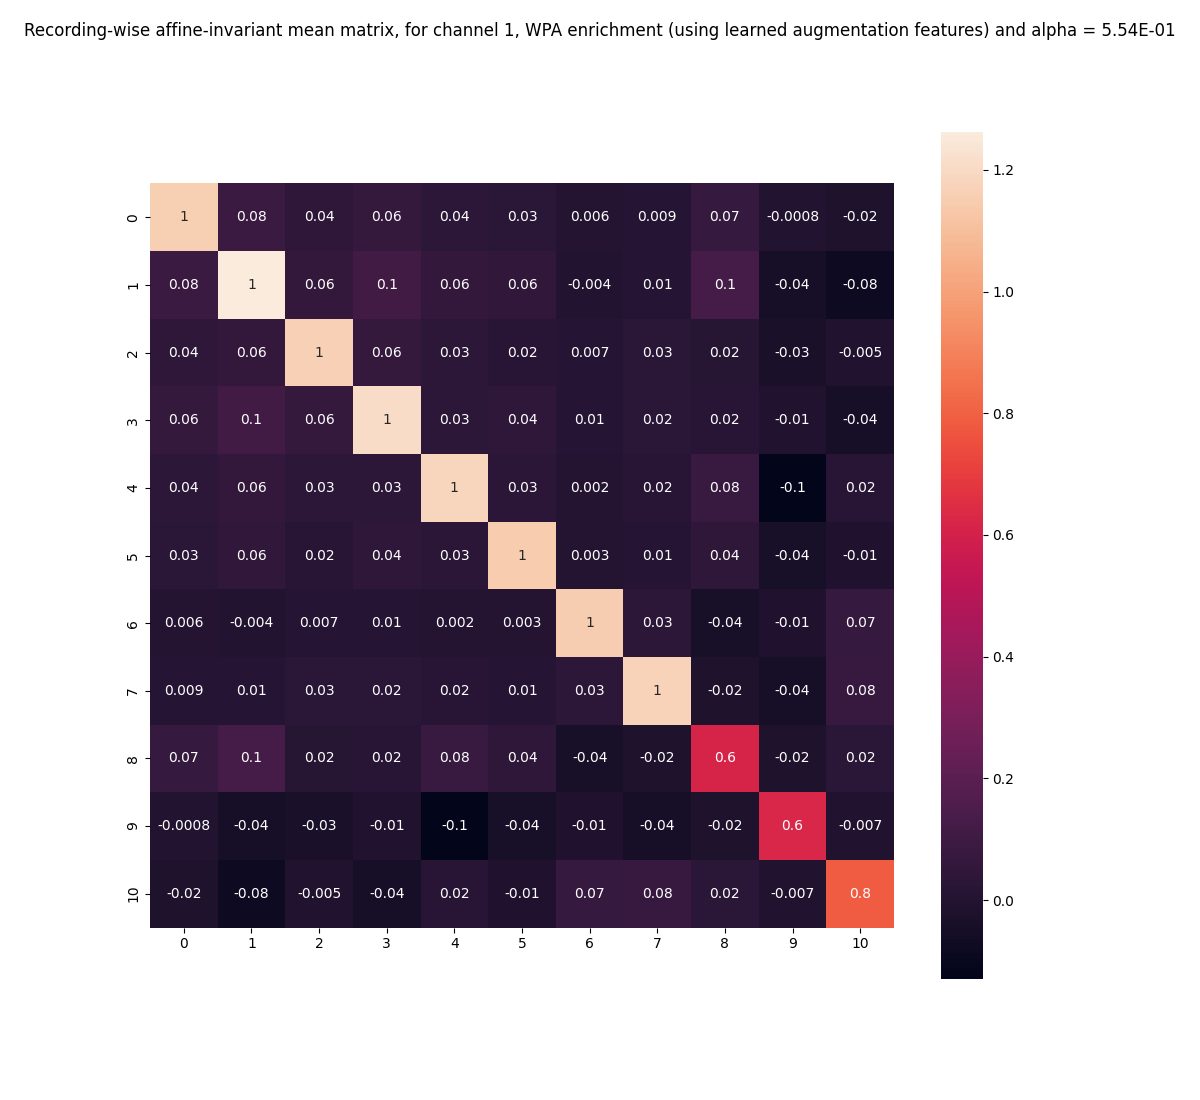 Recording-wise affine-invariant mean matrix, for channel 1, WPA enrichment (using learned augmentation features) and alpha = 5.54E-01
0 1 0.08 0.04 0.06 0.04 0.03 0.006 0.009 0.07 -0.0008 -0.02
1 0.08 1 0.06 0.1 0.06 0.06 -0.004 0.01 0.1 -0.04 -0.08
2 0.04 0.06 1 0.06 0.03 0.02 0.007 0.03 0.02 -0.03 -0.005
3 0.06 0.1 0.06 1 0.03 0.04 0.01 0.02 0.02 -0.01 -0.04
4 0.04 0.06 0.03 0.03 1 0.03 0.002 0.02 0.08 -0.1 0.02
5 0.03 0.06 0.02 0.04 0.03 1 0.003 0.01 0.04 -0.04 -0.01
6 0.006 -0.004 0.007 0.01 0.002 0.003 1 0.03 -0.04 -0.01 0.07
7 0.009 0.01 0.03 0.02 0.02 0.01 0.03 1 -0.02 -0.04 0.08
8 0.07 0.1 0.02 0.02 0.08 0.04 -0.04 -0.02 0.6 -0.02 0.02
9 -0.0008 -0.04 -0.03 -0.01 -0.1 -0.04 -0.01 -0.04 -0.02 0.6 -0.007
10 -0.02 -0.08 -0.005 -0.04 0.02 -0.01 0.07 0.08 0.02 -0.007 0.8
0 1 2 3 4 5 6 7 8 9 10
1.2
1.0
0.8
0.6
0.4
0.2
0.0